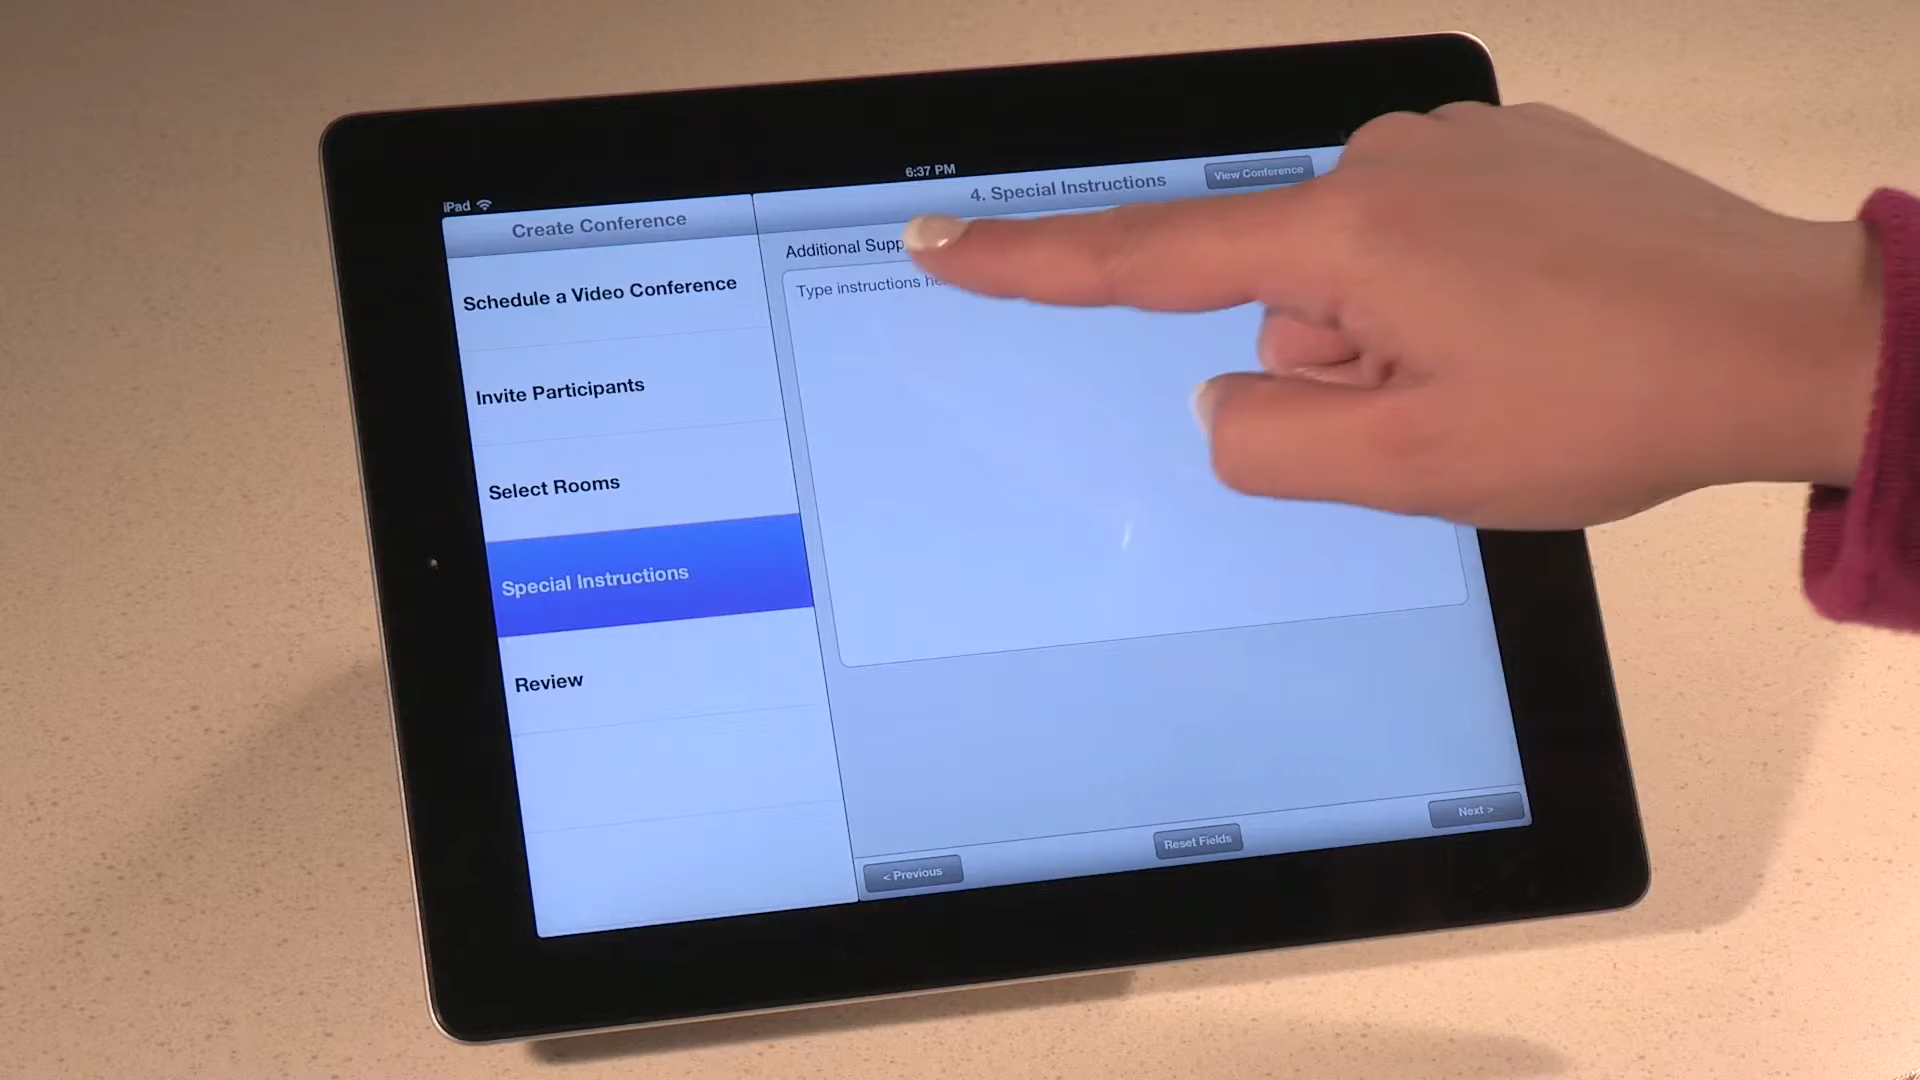 iPad
6:37 PM
Create Conference
4. Special Instructions
View Conference
Schedule a Video Conference
Invite Participants
Select Rooms
Special Instructions
Review
Additional
Type instructions
< Previous
Reset Fields
Next >